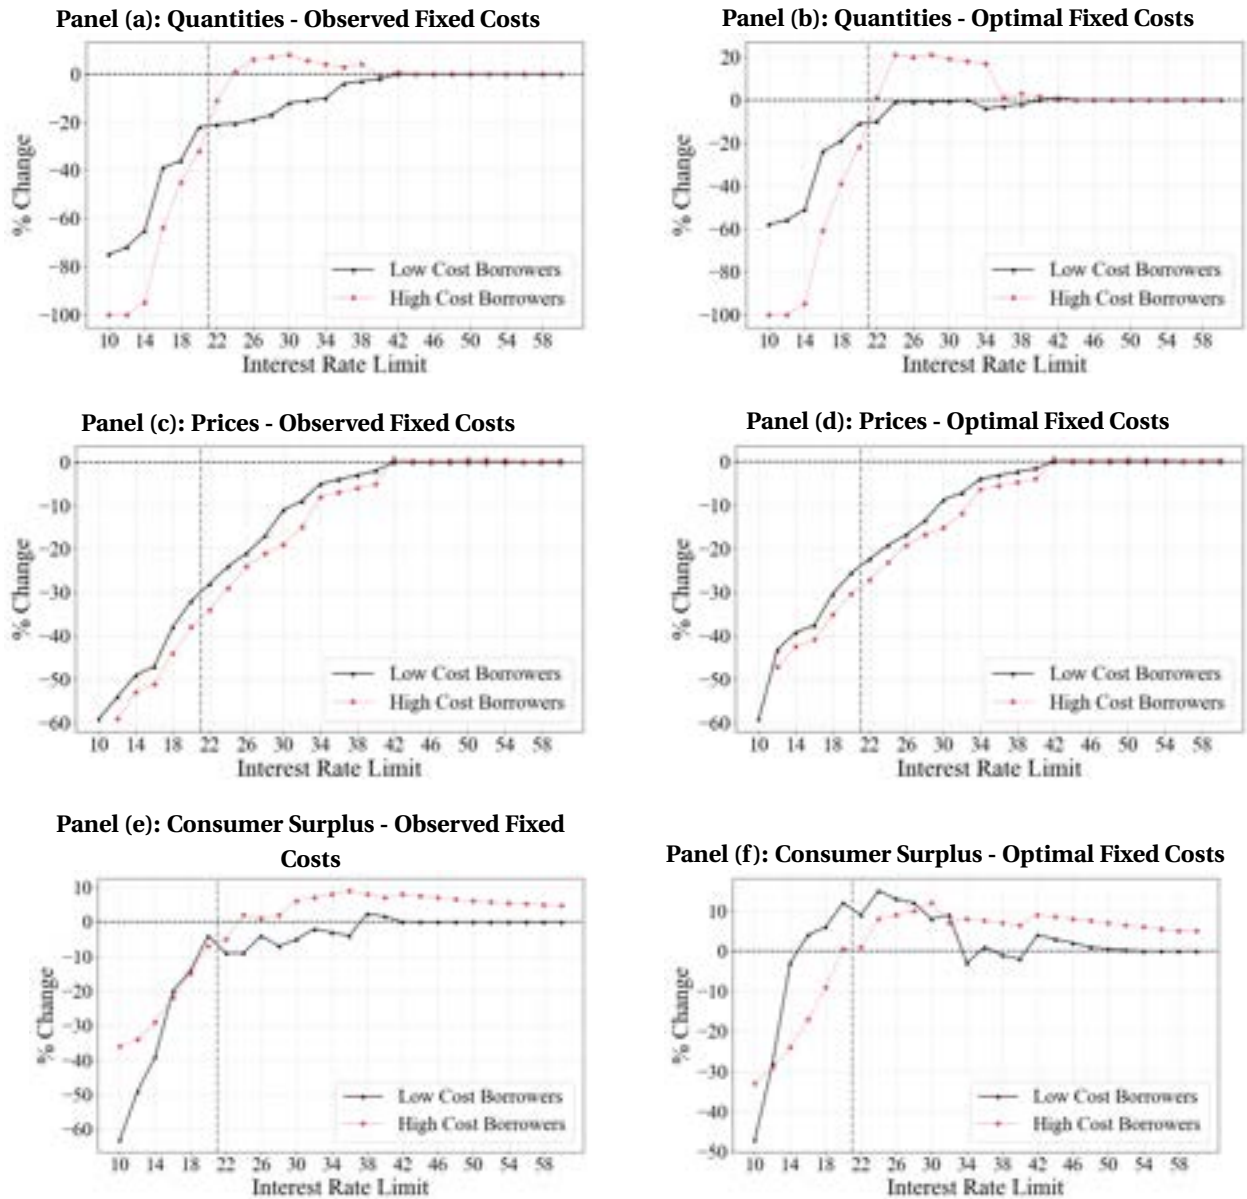 Panel (a): Quantities - Observed Fixed Costs
0
−20
−40
−60
−80
−100
% Change
Low Cost Borrowers
High Cost Borrowers
10 14 18 22 26 30 34 38 42 46 50 54 58
Interest Rate Limit
Panel (b): Quantities - Optimal Fixed Costs
20
0
−20
−40
−60
−80
−100
% Change
Low Cost Borrowers
High Cost Borrowers
10 14 18 22 26 30 34 38 42 46 50 54 58
Interest Rate Limit
Panel (c): Prices - Observed Fixed Costs
0
−10
−20
−30
−40
−50
−60
% Change
Low Cost Borrowers
High Cost Borrowers
10 14 18 22 26 30 34 38 42 46 50 54 58
Interest Rate Limit
Panel (d): Prices - Optimal Fixed Costs
0
−10
−20
−30
−40
−50
−60
% Change
Low Cost Borrowers
High Cost Borrowers
10 14 18 22 26 30 34 38 42 46 50 54 58
Interest Rate Limit
Panel (e): Consumer Surplus - Observed Fixed
Costs
10
0
−10
−20
−30
−40
−50
−60
% Change
Low Cost Borrowers
High Cost Borrowers
10 14 18 22 26 30 34 38 42 46 50 54 58
Interest Rate Limit
Panel (f): Consumer Surplus - Optimal Fixed Costs
10
0
−10
−20
−30
−40
−50
% Change
Low Cost Borrowers
High Cost Borrowers
10 14 18 22 26 30 34 38 42 46 50 54 58
Interest Rate Limit